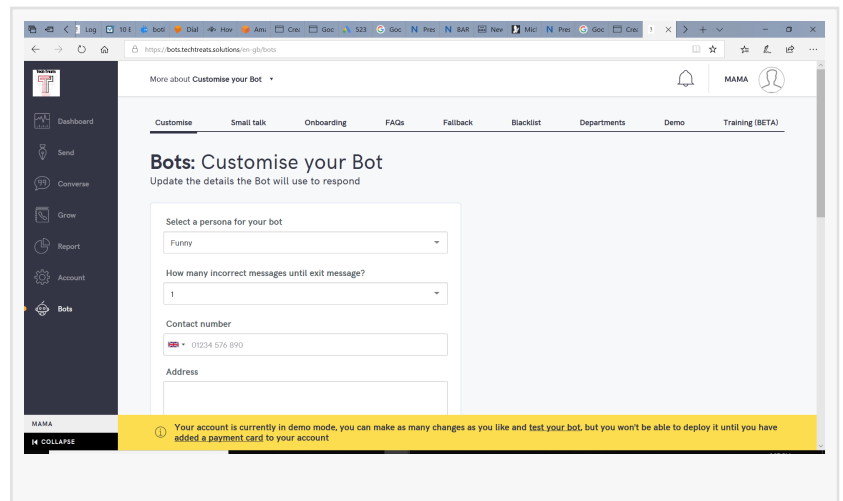 Log
10 E
boti
Dial
Hov
Crea
Goc
S23
Goc
Pres
BAR
New
Micl
Pres
Goc
Crea
https://bots.techtreats.solutions/en-gb/bots
Tech Treats
More about Customise your Bot
MAMA
Dashboard
Send
Converse
Grow
Report
Account
Bots
Customise
Small talk
Onboarding
FAQs
Fallback
Blacklist
Departments
Demo
Training (BETA)
Bots: Customise your Bot
Update the details the Bot will use to respond
Select a persona for your bot
Funny
How many incorrect messages until exit message?
1
Contact number
01234 576 890
Address
MAMA
COLLAPSE
Your account is currently in demo mode, you can make as many changes as you like and test your bot, but you won't be able to deploy it until you have
added a payment card to your account